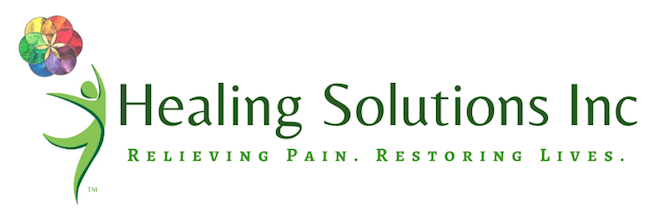 Healing Solutions Inc
Relieving Pain. Restoring Lives.
TM